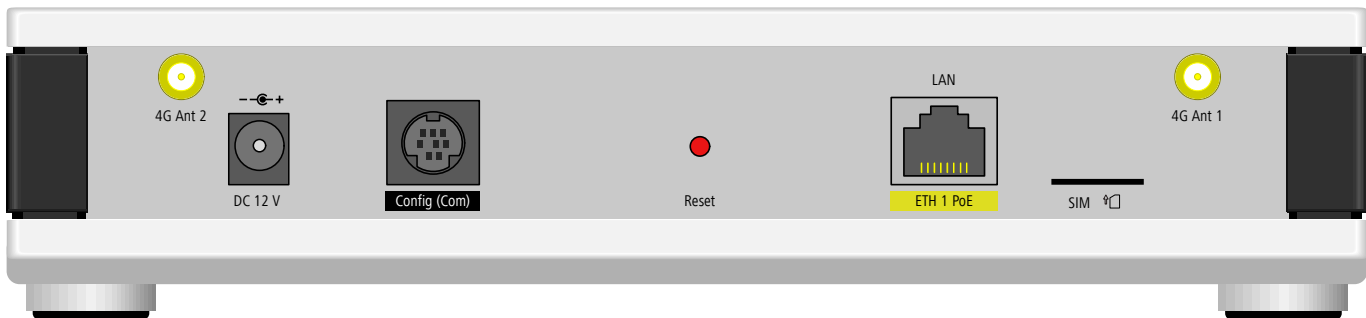 LAN
4G Ant 2
4G Ant 1
DC 12 V
Config (Com)
Reset
ETH 1 PoE
SIM